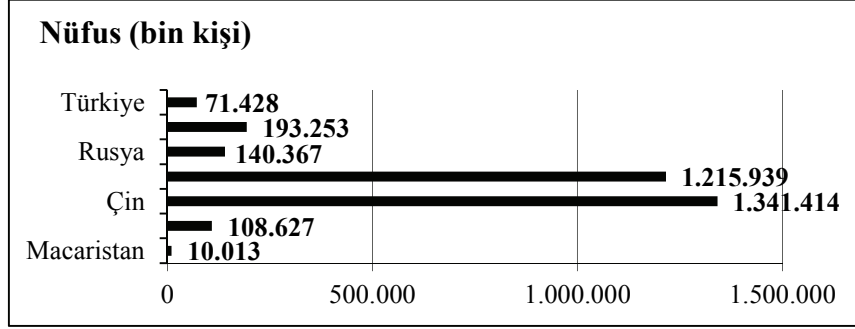 Nüfus (bin kişi)
Türkiye 71.428
193.253
Rusya 140.367
1.215.939
Çin 1.341.414
108.627
Macaristan 10.013
0 500.000 1.000.000 1.500.000